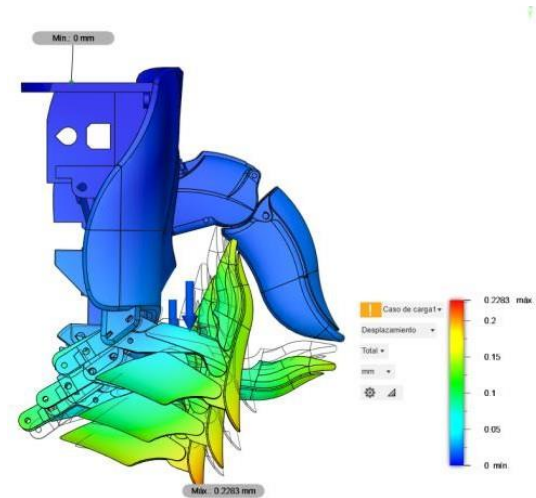 Mín.: 0 mm
Caso de carga1
Desplazamiento
Total
mm
0.2283 máx
0.2
0.15
0.1
0.05
0 mín
Máx.: 0.2283 mm